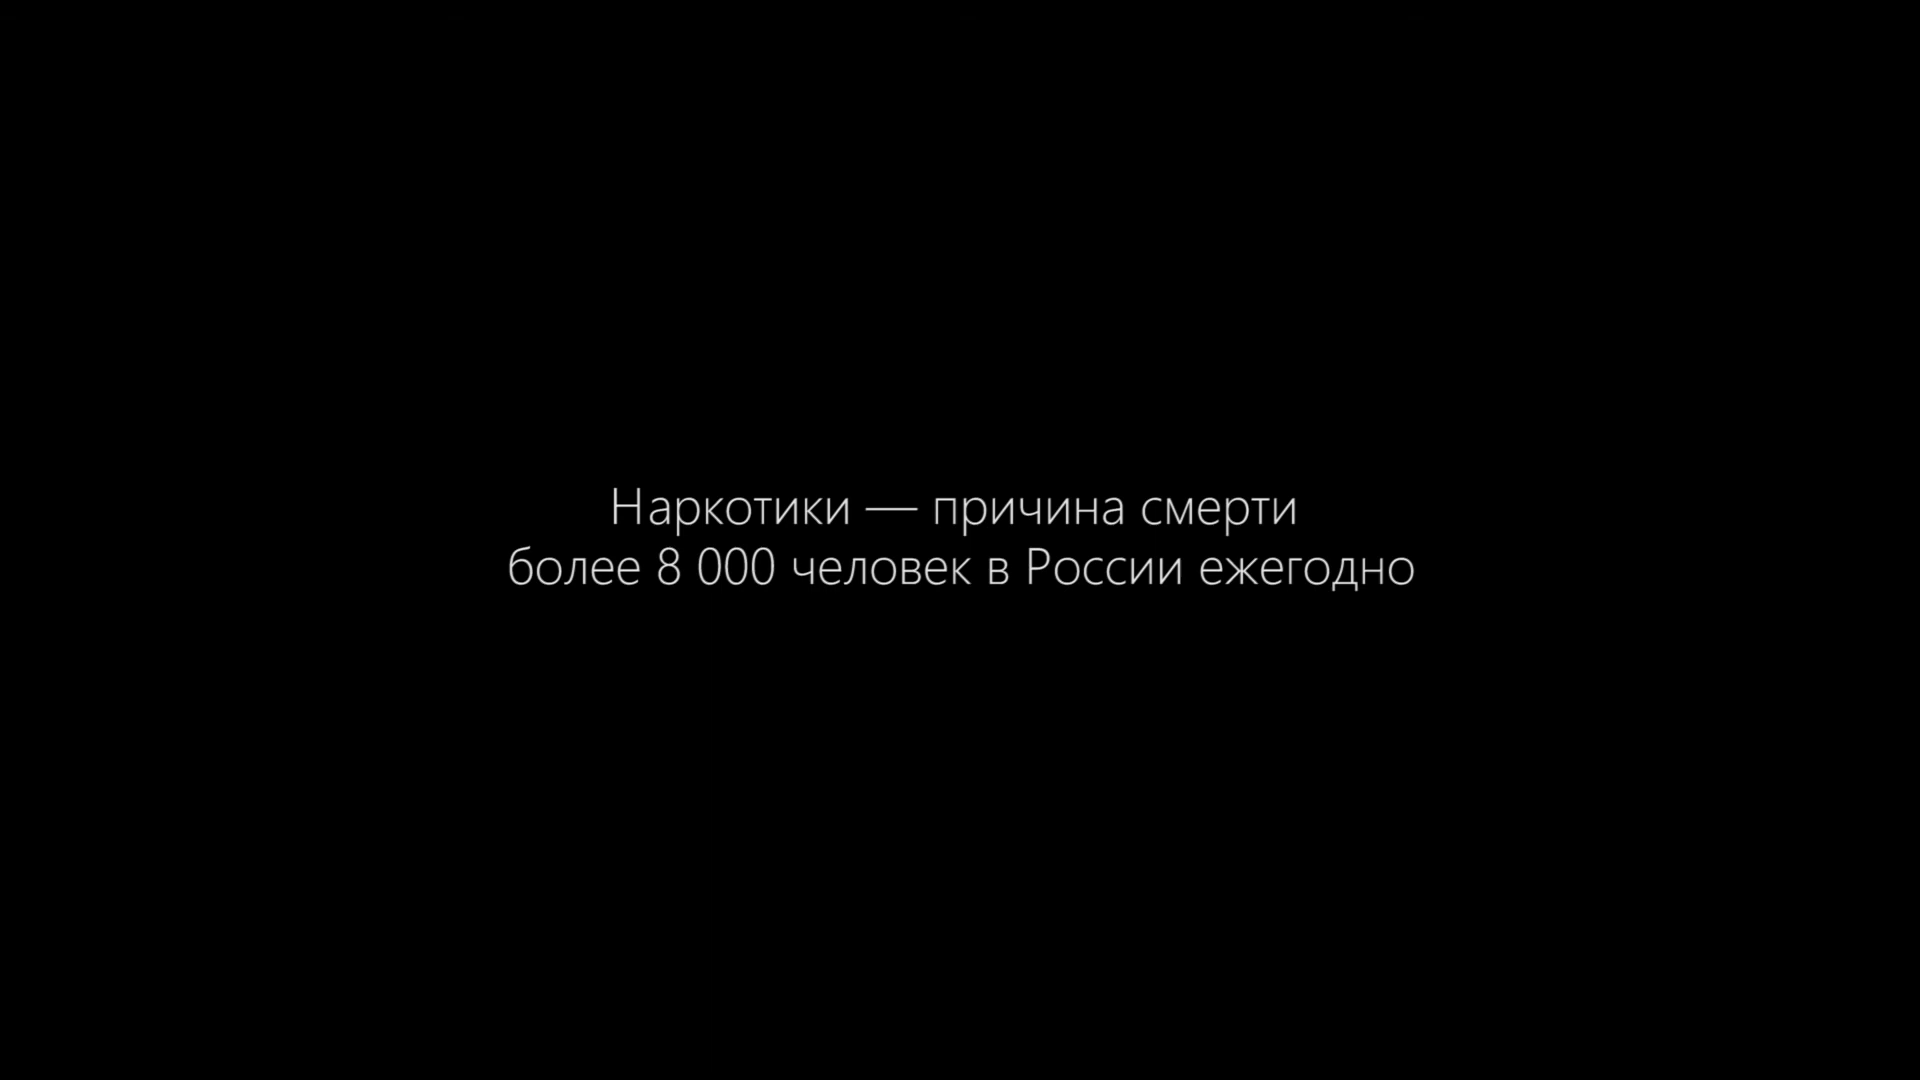 Наркотики — причина смерти
более 8 000 человек в России ежегодно